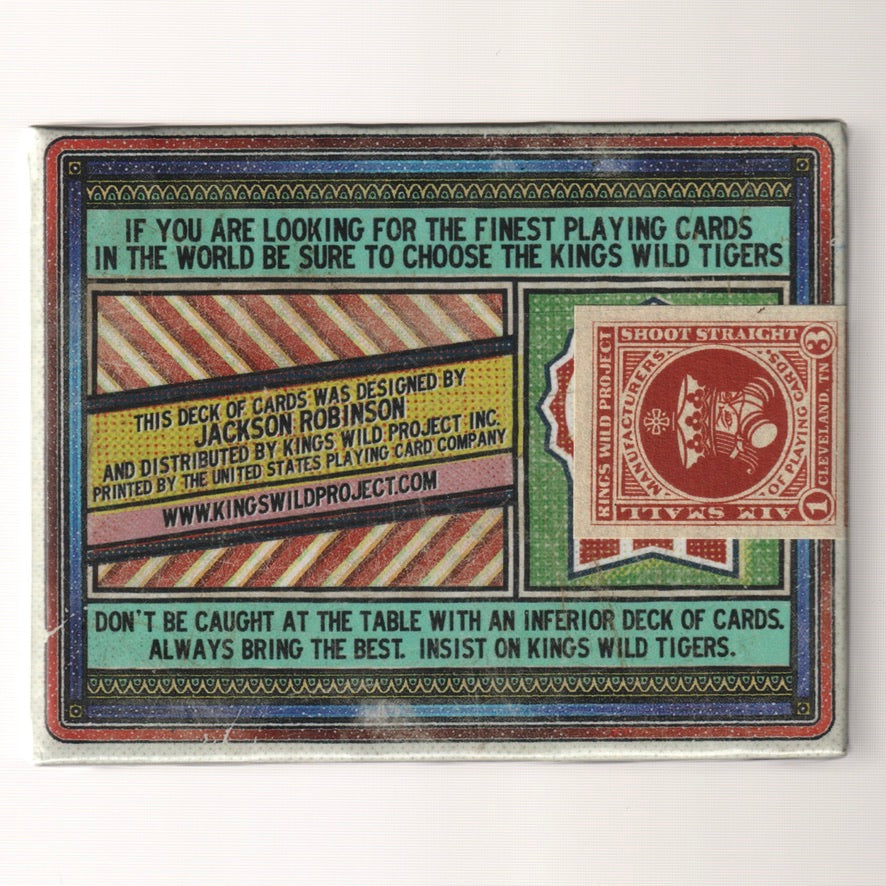 IF YOU ARE LOOKING FOR THE FINEST PLAYING CARDS
IN THE WORLD BE SURE TO CHOOSE THE KINGS WILD TIGERS
THIS DECK OF CARDS WAS DESIGNED BY
JACKSON ROBINSON
AND DISTRIBUTED BY KINGS WILD PROJECT INC.
PRINTED BY THE UNITED STATES PLAYING CARD COMPANY
WWW.KINGSWILDPROJECT.COM
KINGS WILD PROJECT
SHOOT STRAIGHT
3
MANUFACTURERS
OF PLAYING CARDS.
CLEVELAND, TN
AIM SMALL
1
DON'T BE CAUGHT AT THE TABLE WITH AN INFERIOR DECK OF CARDS.
ALWAYS BRING THE BEST. INSIST ON KINGS WILD TIGERS.